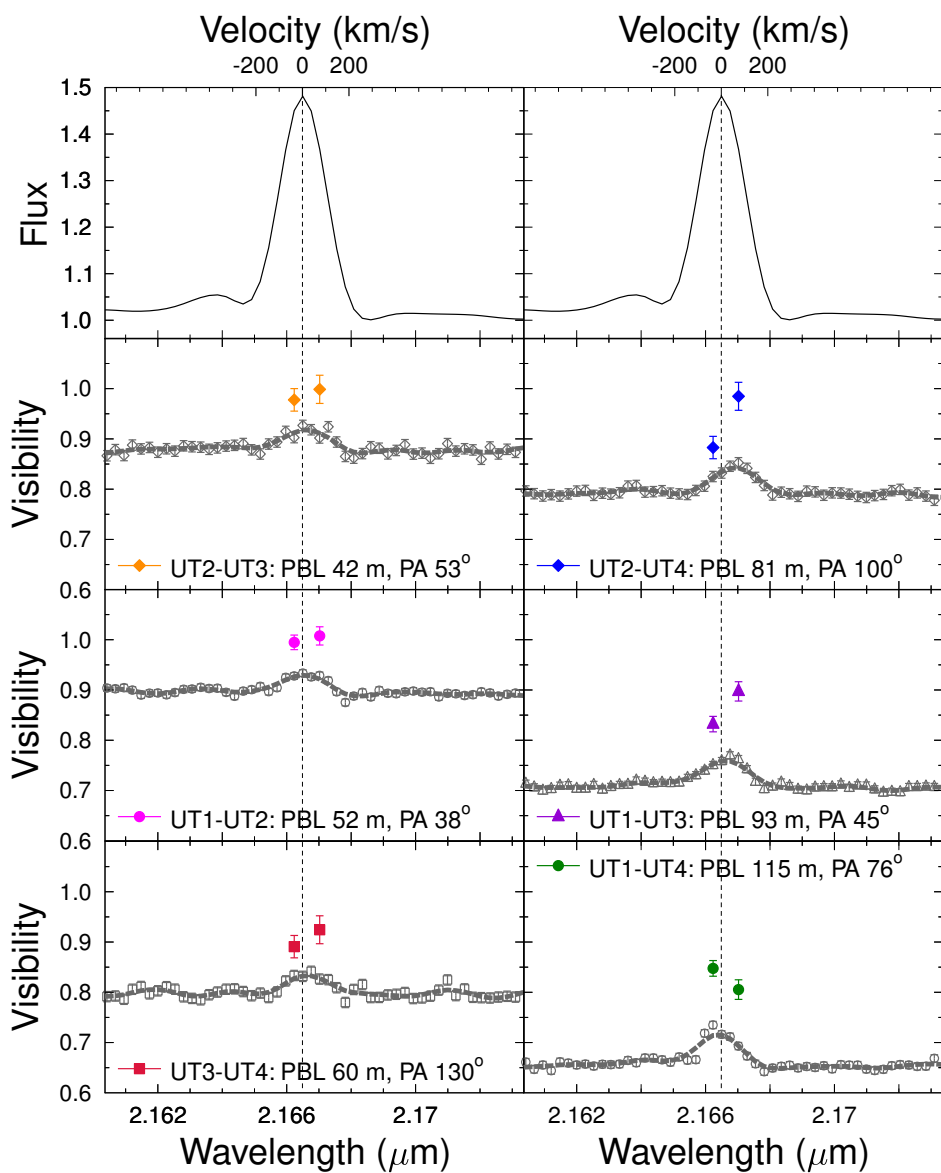 Velocity (km/s)
Velocity (km/s)
-200 0 200
-200 0 200
1.5
1.4
1.3
1.2
1.1
1.0
Flux
1.0
0.9
0.8
0.7
0.6
Visibility
UT2-UT3: PBL 42 m, PA 53°
UT2-UT4: PBL 81 m, PA 100°
1.0
0.9
0.8
0.7
0.6
Visibility
UT1-UT2: PBL 52 m, PA 38°
UT1-UT3: PBL 93 m, PA 45°
1.0
0.9
0.8
0.7
0.6
Visibility
UT3-UT4: PBL 60 m, PA 130°
UT1-UT4: PBL 115 m, PA 76°
2.162 2.166 2.17
2.162 2.166 2.17
Wavelength (μm)
Wavelength (μm)